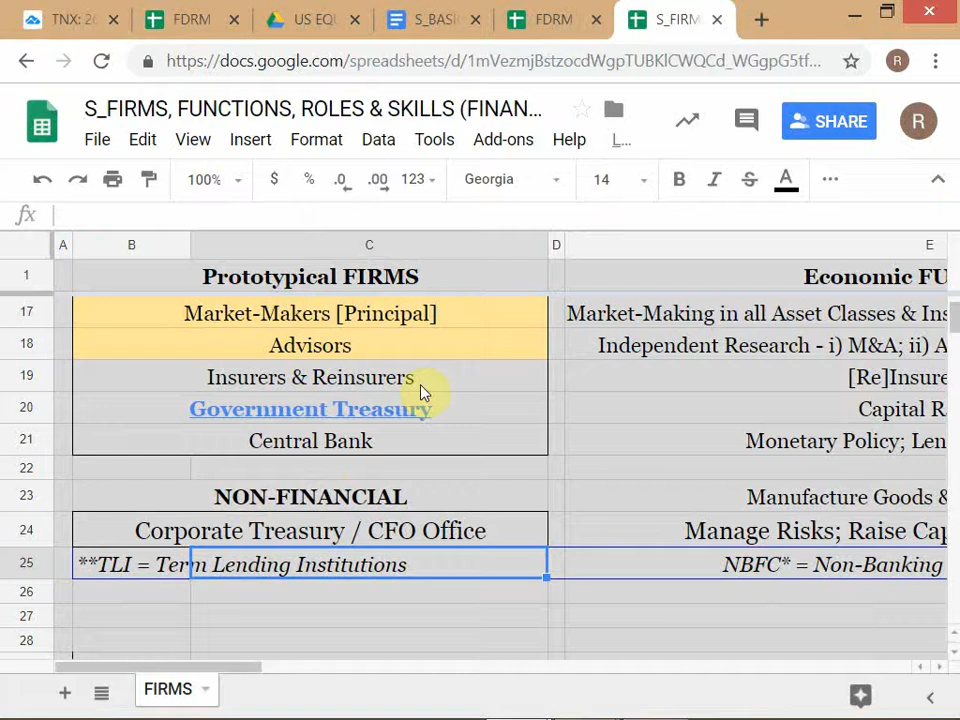 TNX: 2
FDRM
US EQU
S_BASI
FDRM
S_FIRM
https://docs.google.com/spreadsheets/d/1mVezmjBstzocdWgpTUBKlCWQCd_WGgpG5tf...
R
S_FIRMS, FUNCTIONS, ROLES & SKILLS (FINAN...
File Edit View Insert Format Data Tools Add-ons Help L...
SHARE
R
100% $ % .0 .00 123 Georgia 14 B I S A ...
fx
A B C D E
1 Prototypical FIRMS Economic FU
17 Market-Makers [Principal] Market-Making in all Asset Classes & Ins
18 Advisors Independent Research - i) M&A; ii) A
19 Insurers & Reinsurers [Re]Insure
20 Government Treasury Capital R
21 Central Bank Monetary Policy; Len
22
23 NON-FINANCIAL Manufacture Goods &
24 Corporate Treasury / CFO Office Manage Risks; Raise Cap
25 **TLI = Term Lending Institutions NBFC* = Non-Banking
26
27
28
FIRMS